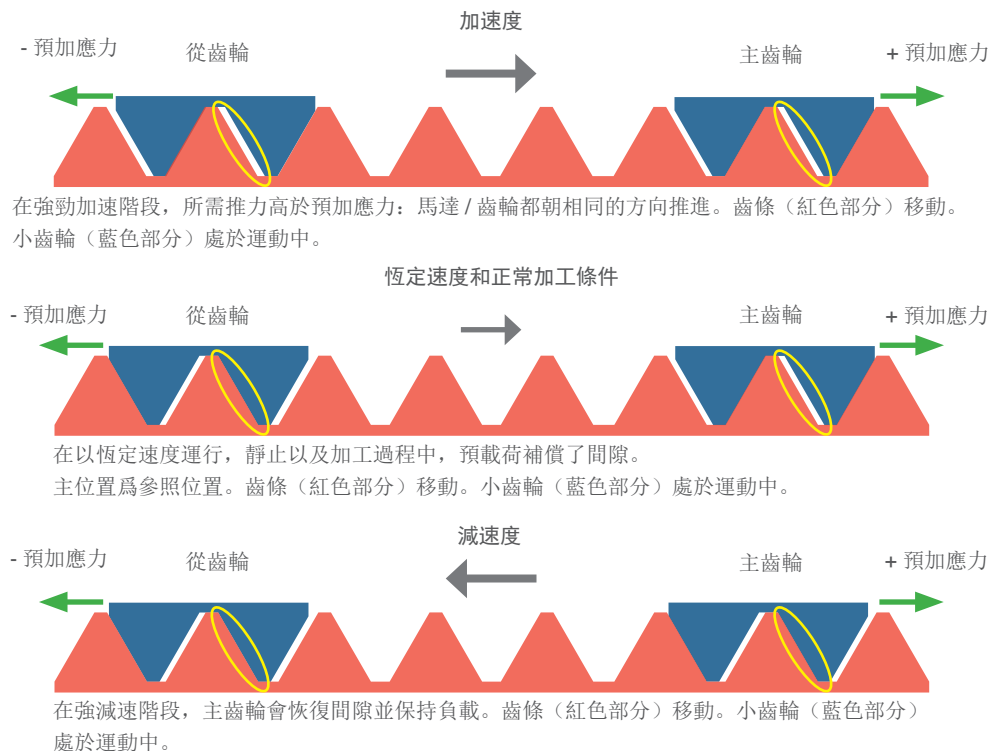 加速度
- 預加應力 從齒輪 主齒輪 + 預加應力
在強勁加速階段，所需推力高於預加應力：馬達 / 齒輪都朝相同的方向推進。齒條（紅色部分）移動。
小齒輪（藍色部分）處於運動中。
恆定速度和正常加工條件
- 預加應力 從齒輪 主齒輪 + 預加應力
在以恆定速度運行，靜止以及加工過程中，預載荷補償了間隙。
主位置爲參照位置。齒條（紅色部分）移動。小齒輪（藍色部分）處於運動中。
減速度
- 預加應力 從齒輪 主齒輪 + 預加應力
在強減速階段，主齒輪會恢復間隙並保持負載。齒條（紅色部分）移動。小齒輪（藍色部分）
處於運動中。